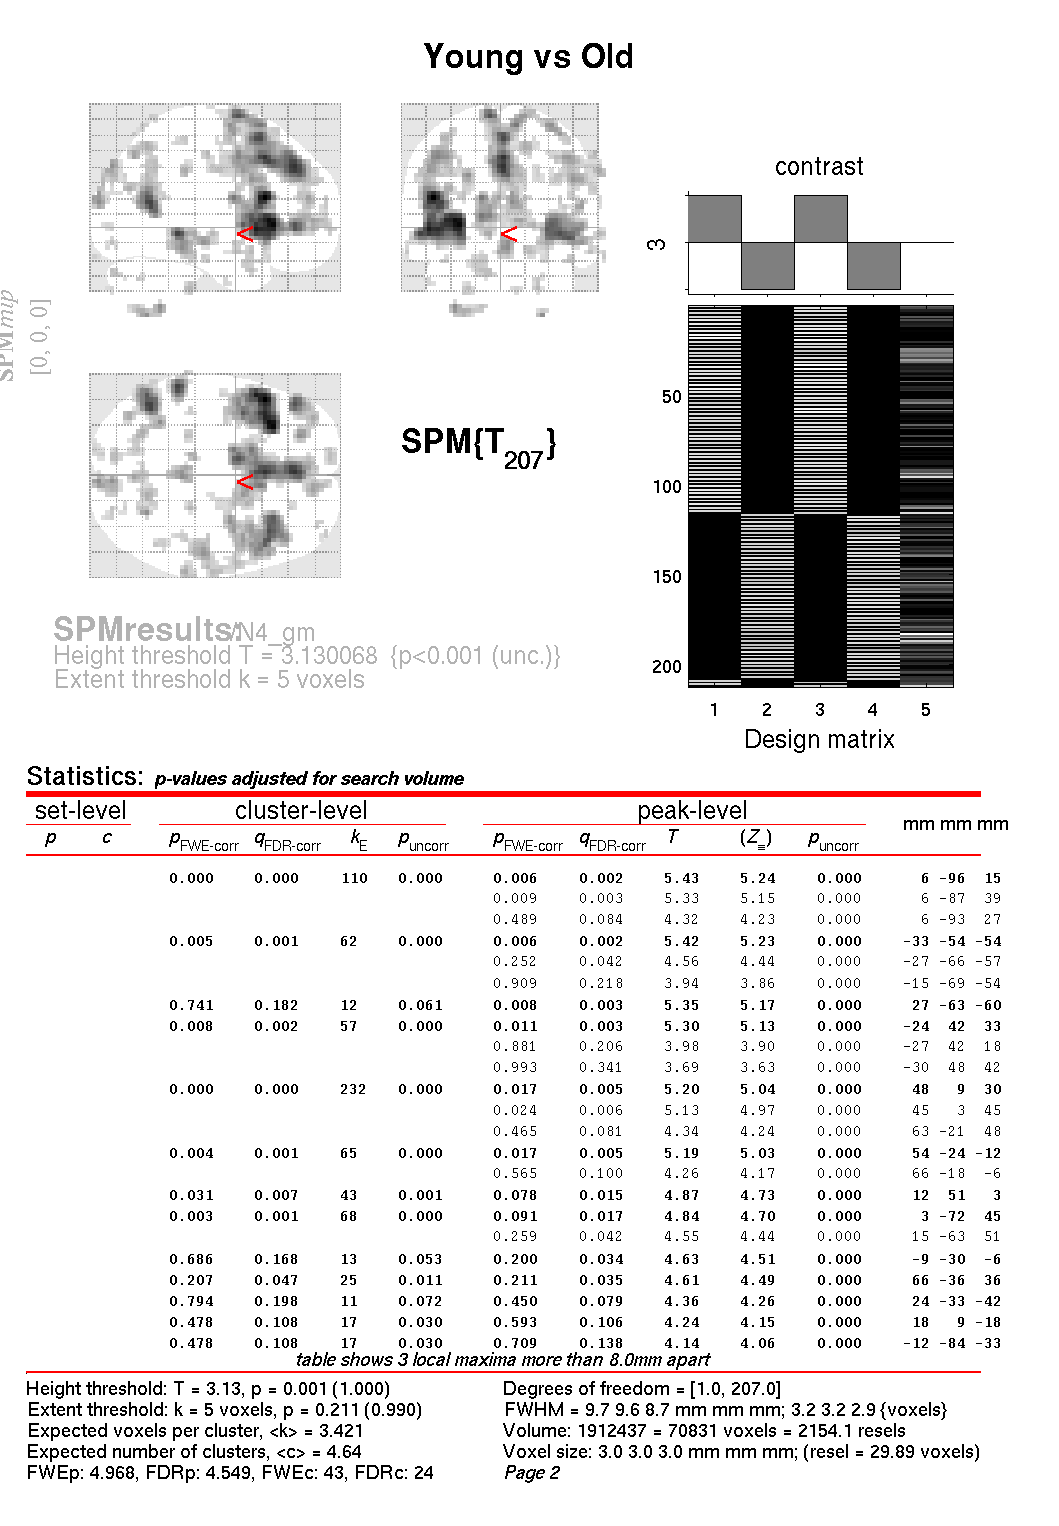 Young vs Old
contrast
3
SPMmip
[0, 0, 0]
<
<
<
SPM{T207}
50
100
150
200
1 2 3 4 5
Design matrix
SPMresults: /N4_gm
Height threshold T = 3.130068 {p<0.001 (unc.)}
Extent threshold k = 5 voxels
Statistics: p-values adjusted for search volume
set-level cluster-level peak-level mm mm mm
p c pFWE-corr qFDR-corr kE puncorr pFWE-corr qFDR-corr T (Z≡) puncorr
0.000 0.000 110 0.000 0.006 0.002 5.43 5.24 0.000 6 -96 15
0.009 0.003 5.33 5.15 0.000 6 -87 39
0.489 0.084 4.32 4.23 0.000 6 -93 27
0.005 0.001 62 0.000 0.006 0.002 5.42 5.23 0.000 -33 -54 -54
0.252 0.042 4.56 4.44 0.000 -27 -66 -57
0.909 0.218 3.94 3.86 0.000 -15 -69 -54
0.741 0.182 12 0.061 0.008 0.003 5.35 5.17 0.000 27 -63 -60
0.008 0.002 57 0.000 0.011 0.003 5.30 5.13 0.000 -24 42 33
0.881 0.206 3.98 3.90 0.000 -27 42 18
0.993 0.341 3.69 3.63 0.000 -30 48 42
0.000 0.000 232 0.000 0.017 0.005 5.20 5.04 0.000 48 9 30
0.024 0.006 5.13 4.97 0.000 45 3 45
0.465 0.081 4.34 4.24 0.000 63 -21 48
0.004 0.001 65 0.000 0.017 0.005 5.19 5.03 0.000 54 -24 -12
0.565 0.100 4.26 4.17 0.000 66 -18 -6
0.031 0.007 43 0.001 0.078 0.015 4.87 4.73 0.000 12 51 3
0.003 0.001 68 0.000 0.091 0.017 4.84 4.70 0.000 3 -72 45
0.259 0.042 4.55 4.44 0.000 15 -63 51
0.686 0.168 13 0.053 0.200 0.034 4.63 4.51 0.000 -9 -30 -6
0.207 0.047 25 0.011 0.211 0.035 4.61 4.49 0.000 66 -36 36
0.794 0.198 11 0.072 0.450 0.079 4.36 4.26 0.000 24 -33 -42
0.478 0.108 17 0.030 0.593 0.106 4.24 4.15 0.000 18 9 -18
0.478 0.108 17 0.030 0.709 0.138 4.14 4.06 0.000 -12 -84 -33
table shows 3 local maxima more than 8.0mm apart
Height threshold: T = 3.13, p = 0.001 (1.000)
Extent threshold: k = 5 voxels, p = 0.211 (0.990)
Expected voxels per cluster, <k> = 3.421
Expected number of clusters, <c> = 4.64
FWEp: 4.968, FDRp: 4.549, FWEc: 43, FDRc: 24
Degrees of freedom = [1.0, 207.0]
FWHM = 9.7 9.6 8.7 mm mm mm; 3.2 3.2 2.9 {voxels}
Volume: 1912437 = 70831 voxels = 2154.1 resels
Voxel size: 3.0 3.0 3.0 mm mm mm; (resel = 29.89 voxels)
Page 2